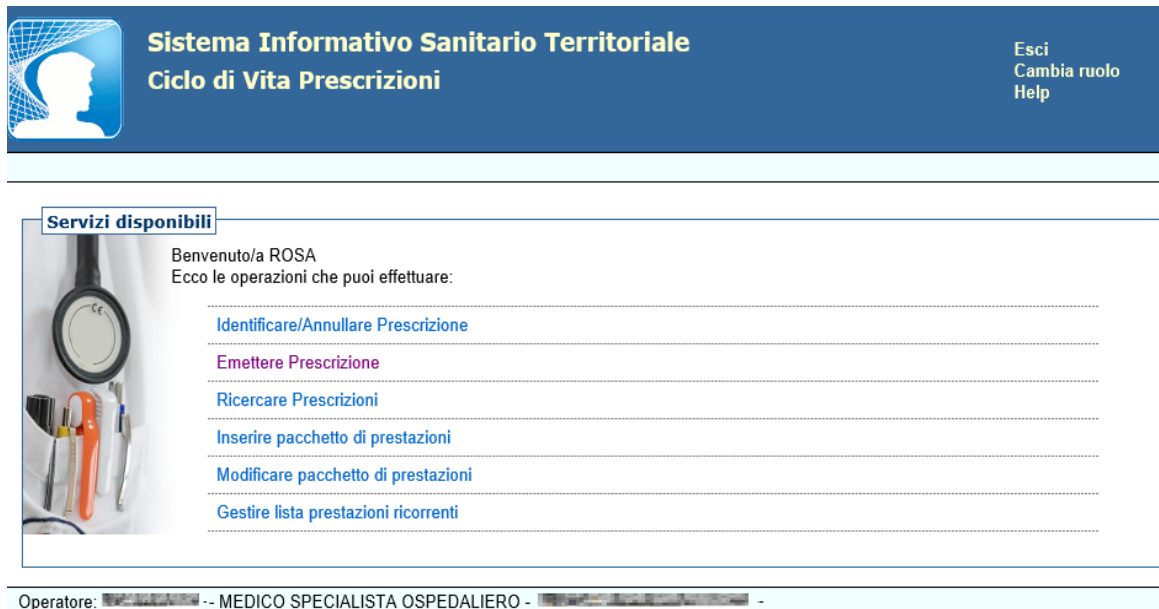 Sistema Informativo Sanitario Territoriale
Ciclo di Vita Prescrizioni
Esci
Cambia ruolo
Help
Servizi disponibili
Benvenuto/a ROSA
Ecco le operazioni che puoi effettuare:
Identificare/Annullare Prescrizione
Emettere Prescrizione
Ricercare Prescrizioni
Inserire pacchetto di prestazioni
Modificare pacchetto di prestazioni
Gestire lista prestazioni ricorrenti
Operatore: -- MEDICO SPECIALISTA OSPEDALIERO - -